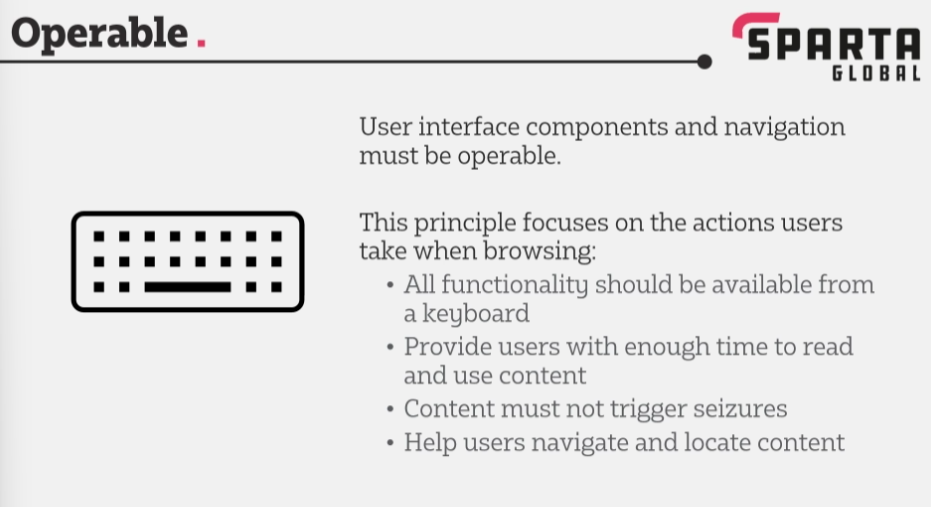 Operable.
SPARTA
GLOBAL
User interface components and navigation
must be operable.
This principle focuses on the actions users
take when browsing:
• All functionality should be available from
a keyboard
• Provide users with enough time to read
and use content
• Content must not trigger seizures
• Help users navigate and locate content